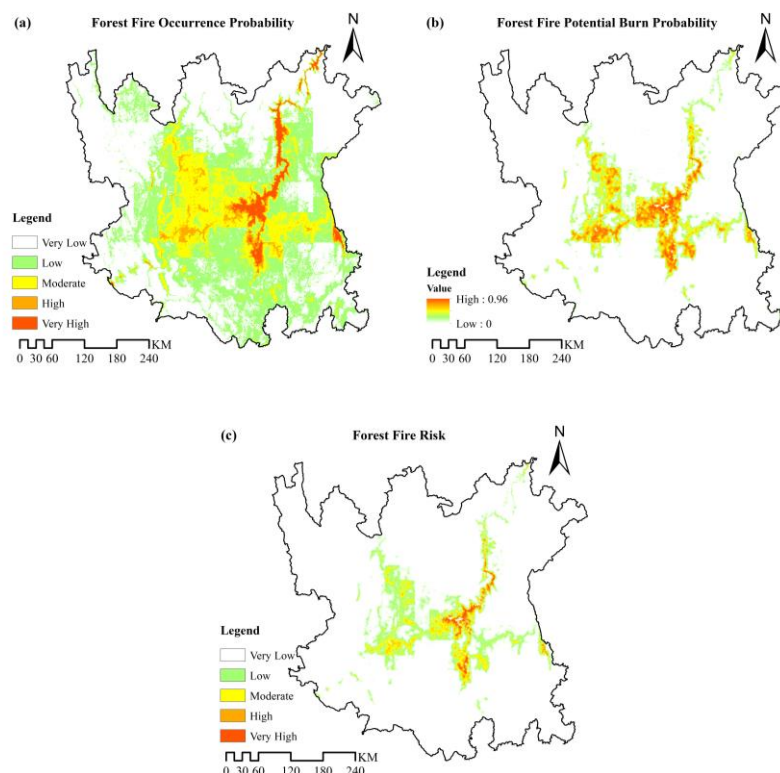 (a) Forest Fire Occurrence Probability
N
Legend
Very Low
Low
Moderate
High
Very High
KM
0 30 60 120 180 240
(b) Forest Fire Potential Burn Probability
N
Legend
Value
High : 0.96
Low : 0
KM
0 30 60 120 180 240
(c) Forest Fire Risk
N
Legend
Very Low
Low
Moderate
High
Very High
KM
0 30 60 120 180 240